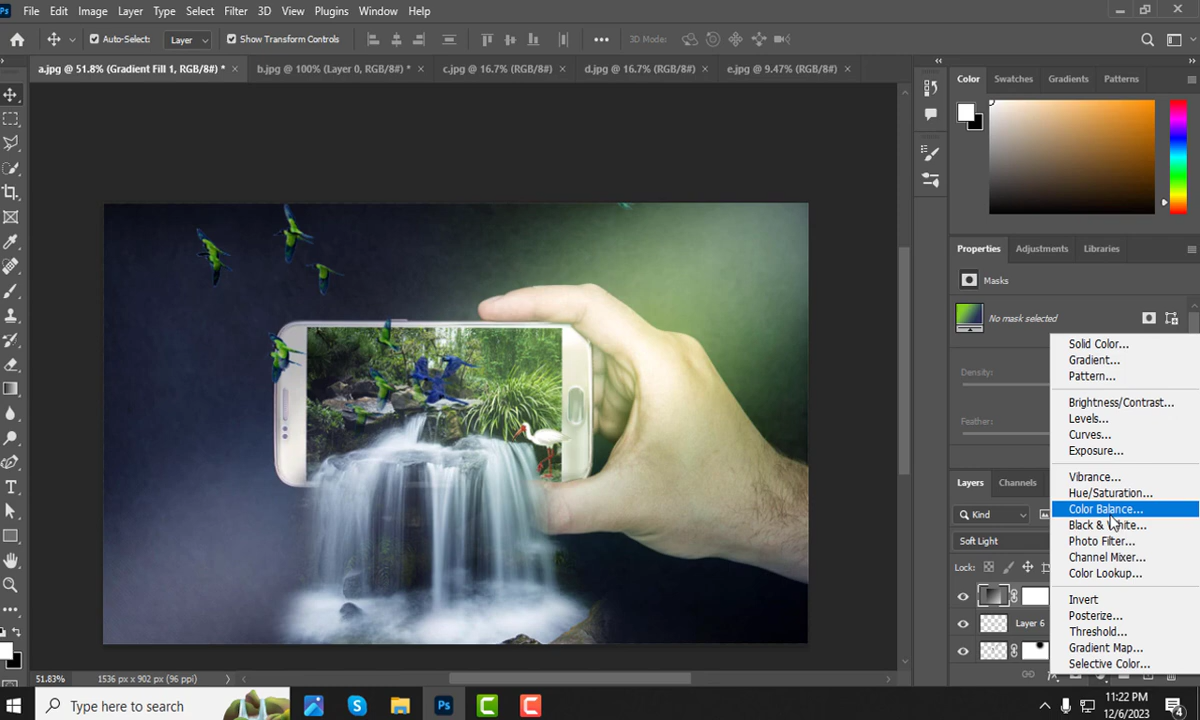 Ps File Edit Image Layer Type Select Filter 3D View Plugins Window Help
Auto-Select: Layer Show Transform Controls ••• 3D Mode:
a.jpg @ 51.8% (Gradient Fill 1, RGB/8#) * × b.jpg @ 100% (Layer 0, RGB/8#) * × c.jpg @ 16.7% (RGB/8#) × d.jpg @ 16.7% (RGB/8#) × e.jpg @ 9.47% (RGB/8#) ×
Color Swatches Gradients Patterns
Properties Adjustments Libraries
Masks
No mask selected
Density:
Feather:
Solid Color...
Gradient...
Pattern...
Brightness/Contrast...
Levels...
Curves...
Exposure...
Vibrance...
Hue/Saturation...
Color Balance...
Black & White...
Photo Filter...
Channel Mixer...
Color Lookup...
Invert
Posterize...
Threshold...
Gradient Map...
Selective Color...
Layers Channels
Kind
Soft Light
Lock:
Layer 6
51.83% 1536 px x 902 px (96 ppi)
Type here to search
Ps
11:22 PM
12/6/2023
4